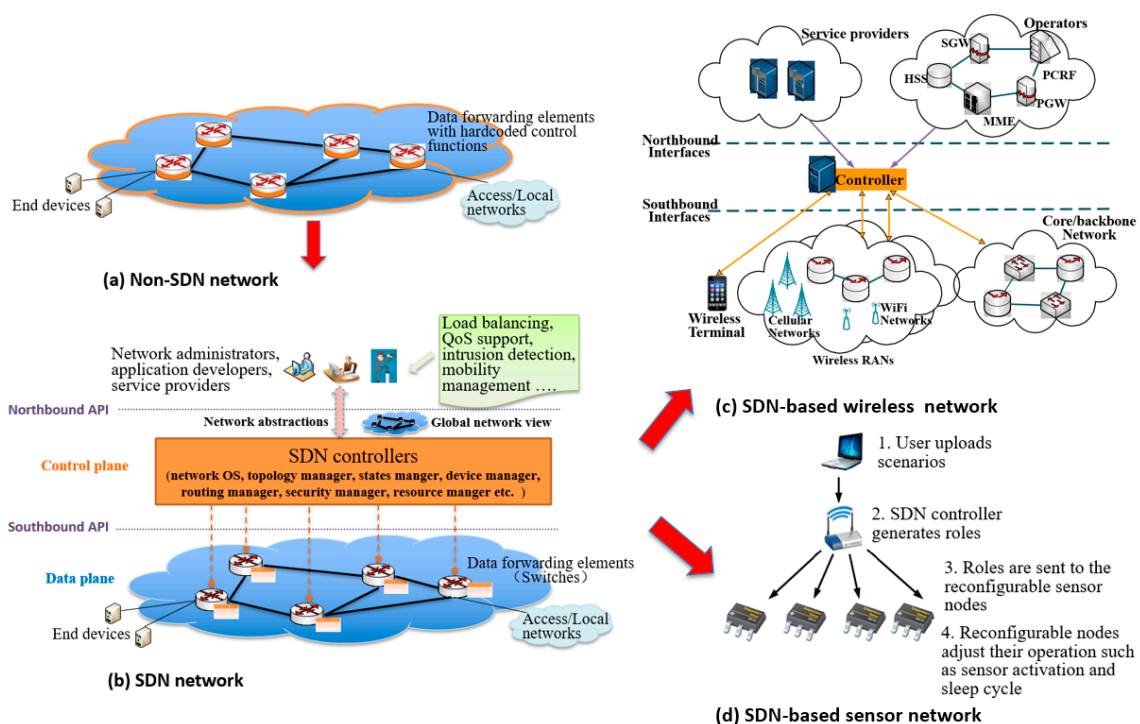 Data forwarding elements
with hardcoded control
functions
End devices
Access/Local
networks
(a) Non-SDN network
Network administrators,
application developers,
service providers
Load balancing,
QoS support,
intrusion detection,
mobility
management ….
Northbound API
Network abstractions
Global network view
Control plane
SDN controllers
(network OS, topology manager, states manger, device manager,
routing manager, security manager, resource manger etc. )
Southbound API
Data plane
Data forwarding elements
(Switches)
End devices
Access/Local
networks
(b) SDN network
Service providers
Operators
SGW
HSS
PCRF
PGW
MME
Northbound
Interfaces
Controller
Southbound
Interfaces
Core/backbone
Network
Wireless
Terminal
Cellular
Networks
WiFi
Networks
Wireless RANs
(c) SDN-based wireless network
1. User uploads
scenarios
2. SDN controller
generates roles
3. Roles are sent to the
reconfigurable sensor
nodes
4. Reconfigurable nodes
adjust their operation such
as sensor activation and
sleep cycle
(d) SDN-based sensor network